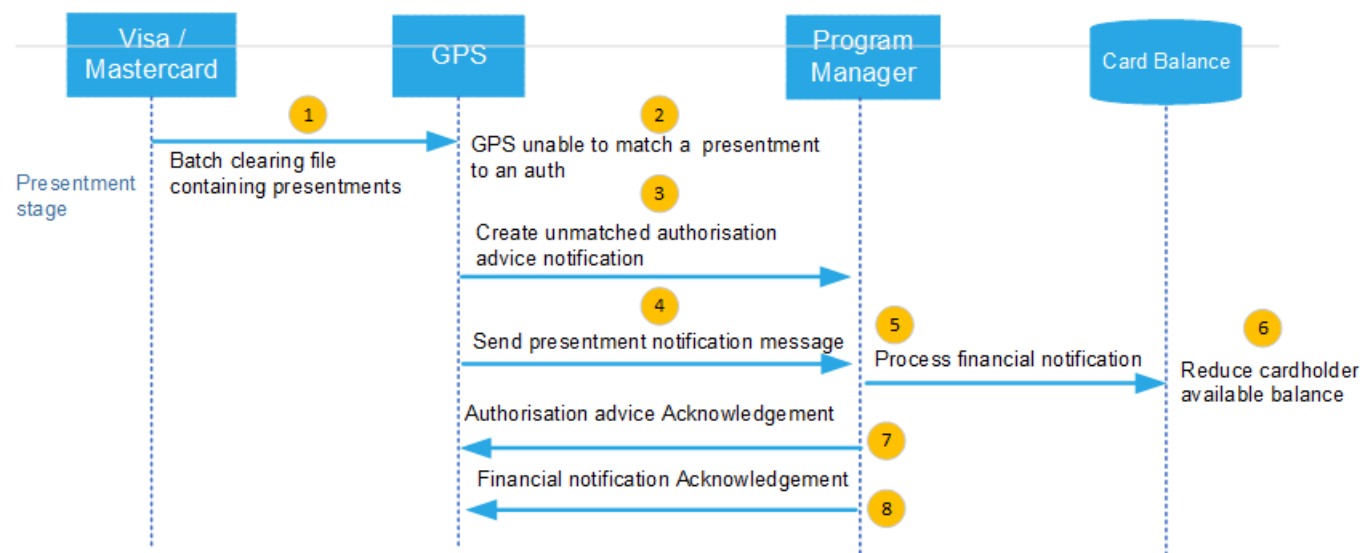 Visa /
Mastercard
GPS
Program
Manager
Card Balance
1
Batch clearing file
containing presentments
2
GPS unable to match a presentment
to an auth
Presentment
stage
3
Create unmatched authorisation
advice notification
4
Send presentment notification message
5
Process financial notification
6
Reduce cardholder
available balance
Authorisation advice Acknowledgement
7
Financial notification Acknowledgement
8